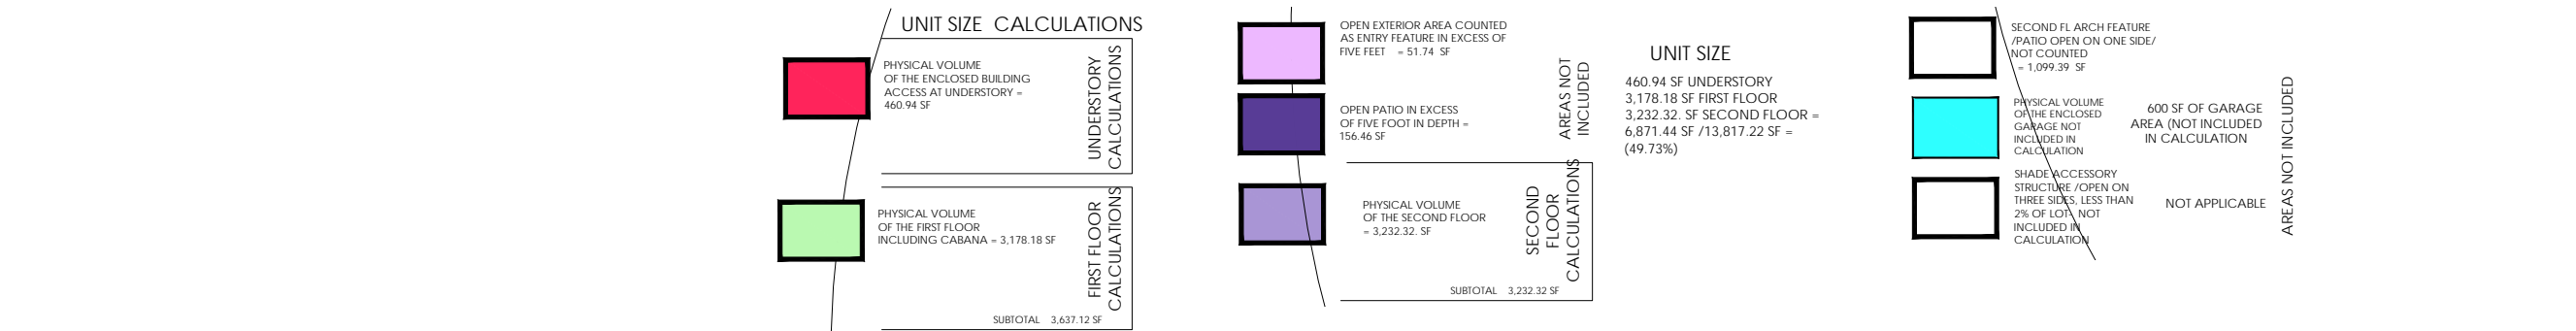 UNIT SIZE CALCULATIONS
PHYSICAL VOLUME
OF THE ENCLOSED BUILDING
ACCESS AT UNDERSTORY =
460.94 SF
UNDERSTORY
CALCULATIONS
PHYSICAL VOLUME
OF THE FIRST FLOOR
INCLUDING CABANA = 3,178.18 SF
FIRST FLOOR
CALCULATIONS
SUBTOTAL 3,637.12 SF
OPEN EXTERIOR AREA COUNTED
AS ENTRY FEATURE IN EXCESS OF
FIVE FEET = 51.74 SF
OPEN PATIO IN EXCESS
OF FIVE FOOT IN DEPTH =
156.46 SF
AREAS NOT
INCLUDED
PHYSICAL VOLUME
OF THE SECOND FLOOR
= 3,232.32. SF
SECOND
FLOOR
CALCULATIONS
SUBTOTAL 3,232.32 SF
UNIT SIZE
460.94 SF UNDERSTORY
3,178.18 SF FIRST FLOOR
3,232.32. SF SECOND FLOOR =
6,871.44 SF /13,817.22 SF =
(49.73%)
SECOND FL ARCH FEATURE
/PATIO OPEN ON ONE SIDE/
NOT COUNTED
= 1,099.39 SF
PHYSICAL VOLUME
OF THE ENCLOSED
GARAGE NOT
INCLUDED IN
CALCULATION
600 SF OF GARAGE
AREA (NOT INCLUDED
IN CALCULATION
SHADE ACCESSORY
STRUCTURE /OPEN ON
THREE SIDES, LESS THAN
2% OF LOT- NOT
INCLUDED IN
CALCULATION
NOT APPLICABLE
AREAS NOT INCLUDED